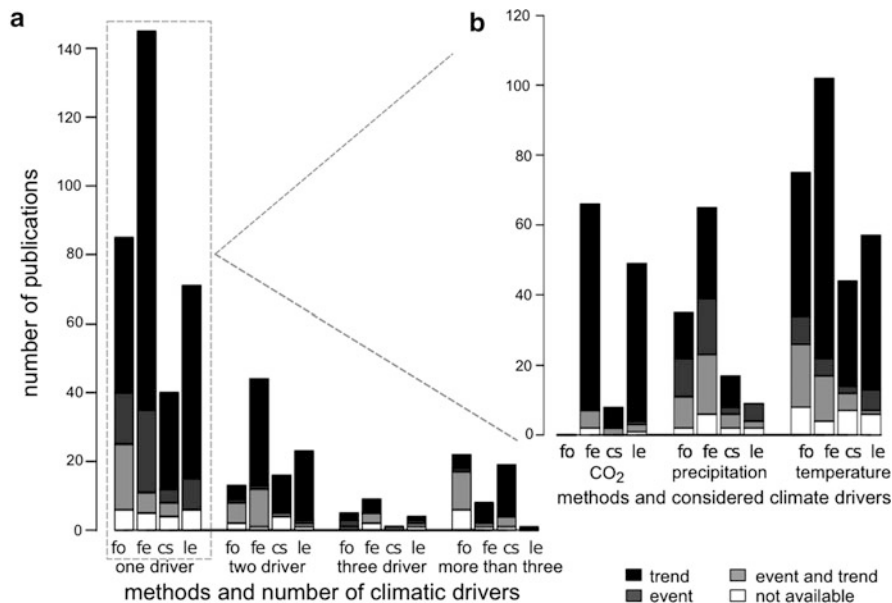 a
140
120
100
80
60
40
20
0
number of publications
fo fe cs le
one driver
fo fe cs le
two driver
fo fe cs le
three driver
fo fe cs le
more than three
methods and number of climatic drivers
b
120
100
80
60
40
20
0
fo fe cs le
CO2
fo fe cs le
precipitation
fo fe cs le
temperature
methods and considered climate drivers
trend
event
event and trend
not available